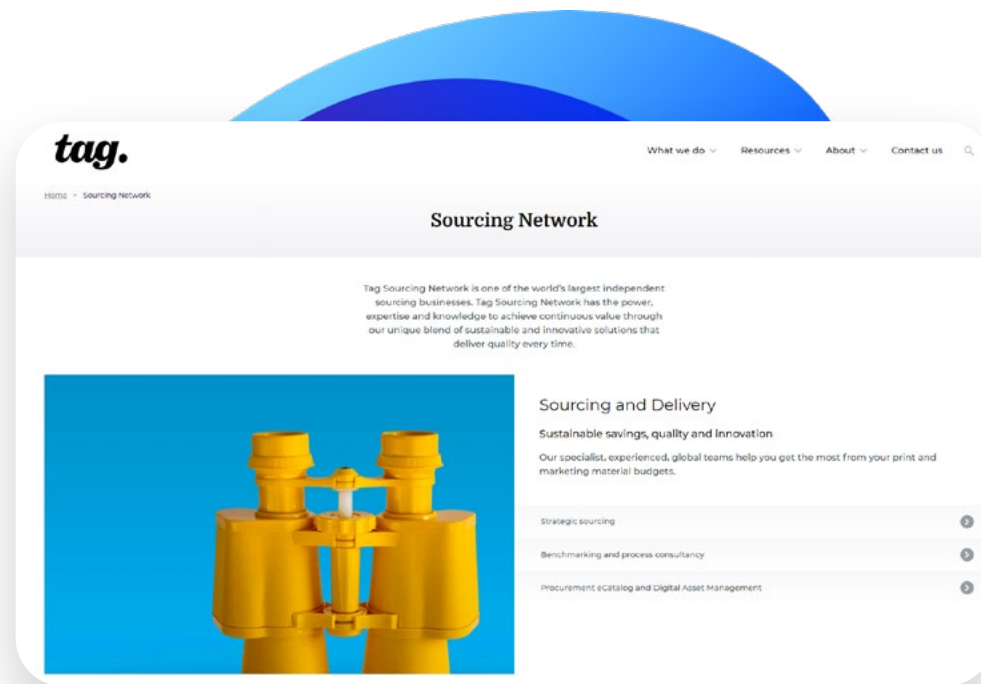 tag.
What we do Resources About Contact us
Home > Sourcing Network
Sourcing Network
Tag Sourcing Network is one of the world's largest independent
sourcing businesses. Tag Sourcing Network has the power,
expertise and knowledge to achieve continuous value through
our unique blend of sustainable and innovative solutions that
deliver quality every time.
Sourcing and Delivery
Sustainable savings, quality and innovation
Our specialist, experienced, global teams help you get the most from your print and
marketing material budgets.
Strategic sourcing
Benchmarking and process consultancy
Procurement eCatalog and Digital Asset Management